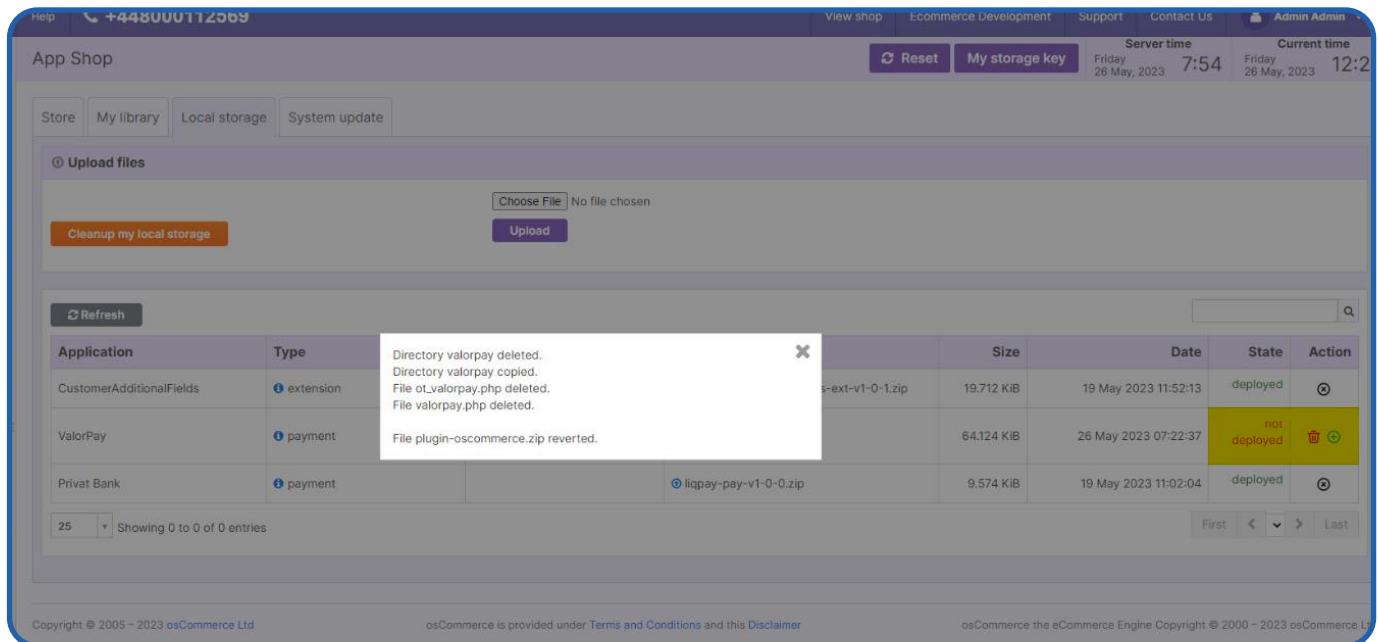 Help +448000112569 View shop Ecommerce Development Support Contact Us Admin Admin
App Shop Reset My storage key Server time Friday 26 May, 2023 7:54 Current time Friday 26 May, 2023 12:2
Store My library Local storage System update
Upload files
Choose File No file chosen
Cleanup my local storage Upload
Refresh
Application Type Size Date State Action
CustomerAdditionalFields extension s-ext-v1-0-1.zip 19.712 KiB 19 May 2023 11:52:13 deployed
ValorPay payment 64.124 KiB 26 May 2023 07:22:37 not deployed
Privat Bank payment liqpay-pay-v1-0-0.zip 9.574 KiB 19 May 2023 11:02:04 deployed
Directory valorpay deleted.
Directory valorpay copied.
File ot_valorpay.php deleted.
File valorpay.php deleted.
File plugin-oscommerce.zip reverted.
25 Showing 0 to 0 of 0 entries First Last
Copyright © 2005 – 2023 osCommerce Ltd osCommerce is provided under Terms and Conditions and this Disclaimer osCommerce the eCommerce Engine Copyright © 2000 – 2023 osCommerce